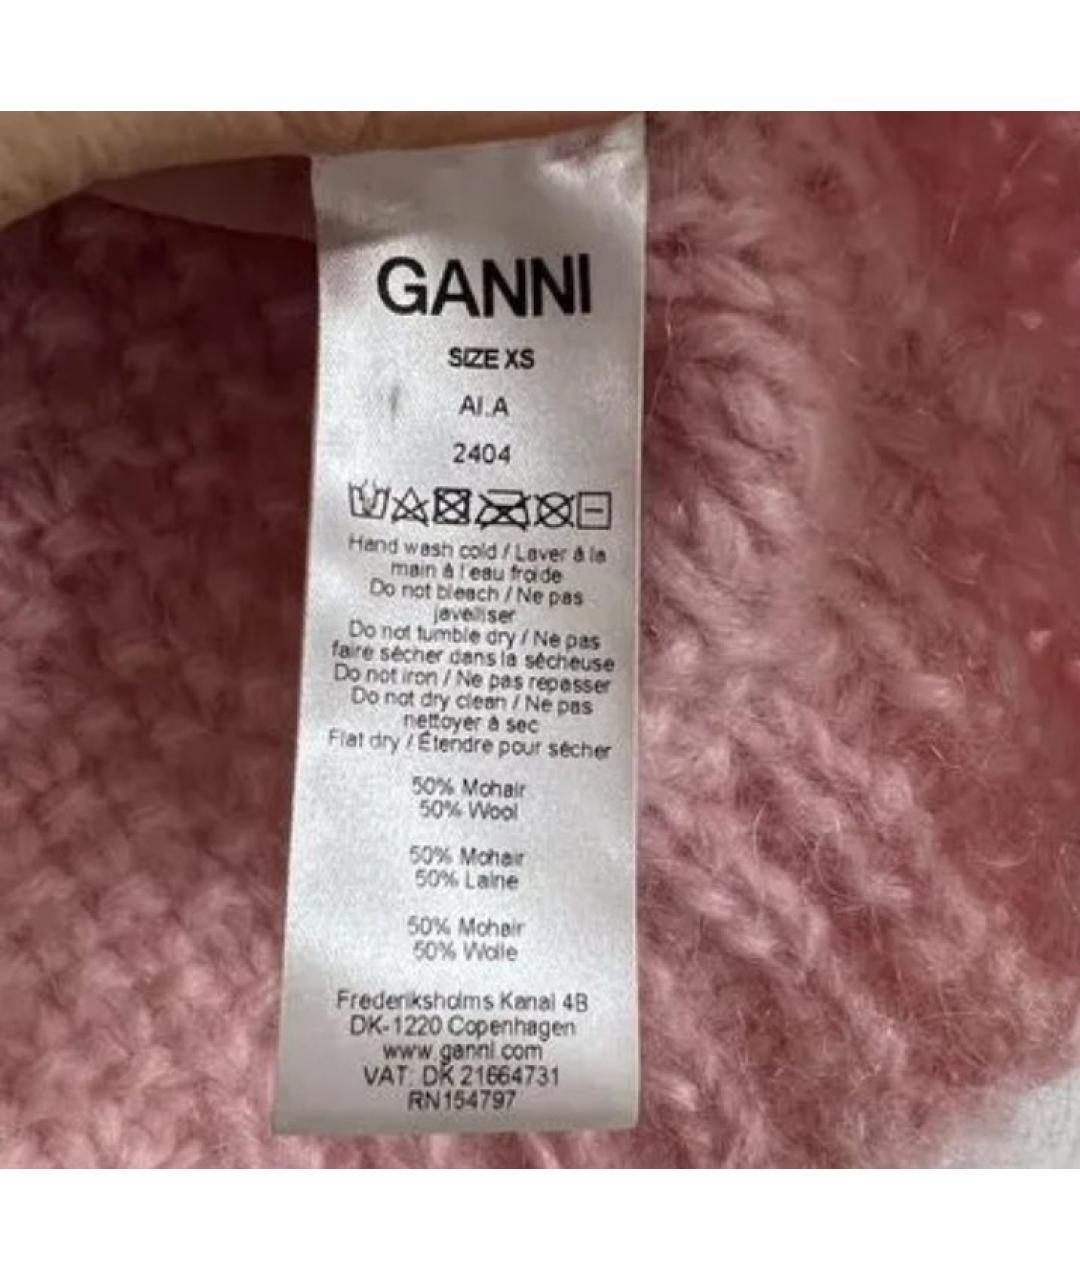 GANNI
SIZE XS
AI.A
2404
Hand wash cold / Laver à la
main à l'eau froide
Do not bleach / Ne pas
javelliser
Do not tumble dry / Ne pas
faire sécher dans la sécheuse
Do not iron / Ne pas repasser
Do not dry clean / Ne pas
nettoyer à sec
Flat dry / Étendre pour sécher
50% Mohair
50% Wool
50% Mohair
50% Laine
50% Mohair
50% Wolle
Frederiksholms Kanal 4B
DK-1220 Copenhagen
www.ganni.com
VAT: DK 21664731
RN154797